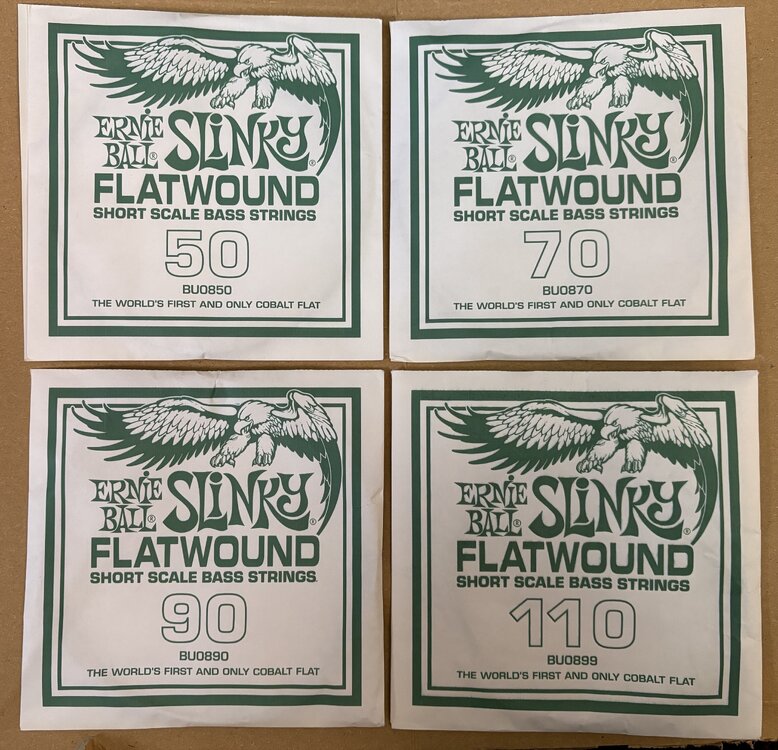 ERNIE BALL® SLINKY®
FLATWOUND
SHORT SCALE BASS STRINGS
50
BU0850
THE WORLD'S FIRST AND ONLY COBALT FLAT
ERNIE BALL® SLINKY®
FLATWOUND
SHORT SCALE BASS STRINGS
70
BU0870
THE WORLD'S FIRST AND ONLY COBALT FLAT
ERNIE BALL® SLINKY®
FLATWOUND
SHORT SCALE BASS STRINGS
90
BU0890
THE WORLD'S FIRST AND ONLY COBALT FLAT
ERNIE BALL® SLINKY®
FLATWOUND
SHORT SCALE BASS STRINGS
110
BU0899
THE WORLD'S FIRST AND ONLY COBALT FLAT